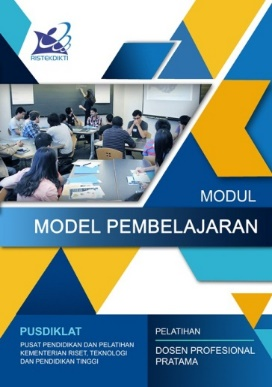 RISTEKDIKTI
MODUL
MODEL PEMBELAJARAN
PUSDIKLAT
PUSAT PENDIDIKAN DAN PELATIHAN
KEMENTERIAN RISET, TEKNOLOGI
DAN PENDIDIKAN TINGGI
PELATIHAN
DOSEN PROFESIONAL
PRATAMA